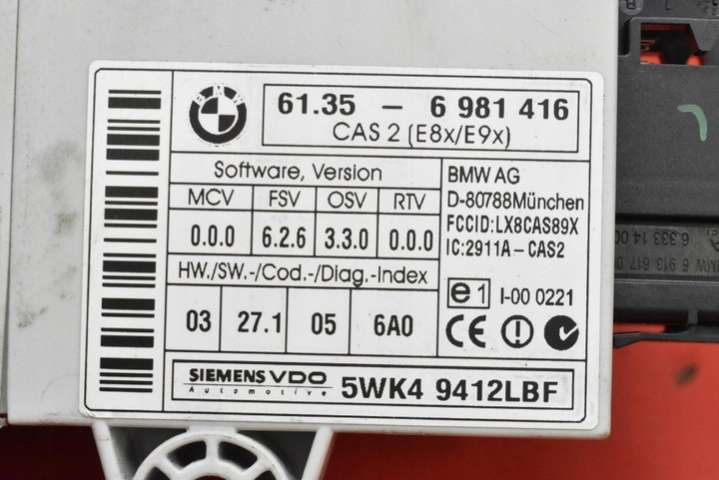 BMW
61.35 - 6 981 416
CAS 2 (E8x/E9x)
Software, Version
MCV FSV OSV RTV
0.0.0 6.2.6 3.3.0 0.0.0
HW./SW.-/Cod.-/Diag.-Index
03 27.1 05 6A0
BMW AG
D-80788München
FCCID:LX8CAS89X
IC:2911A-CAS2
e1 I-00 0221
CE
SIEMENS VDO
Automotive
5WK4 9412LBF